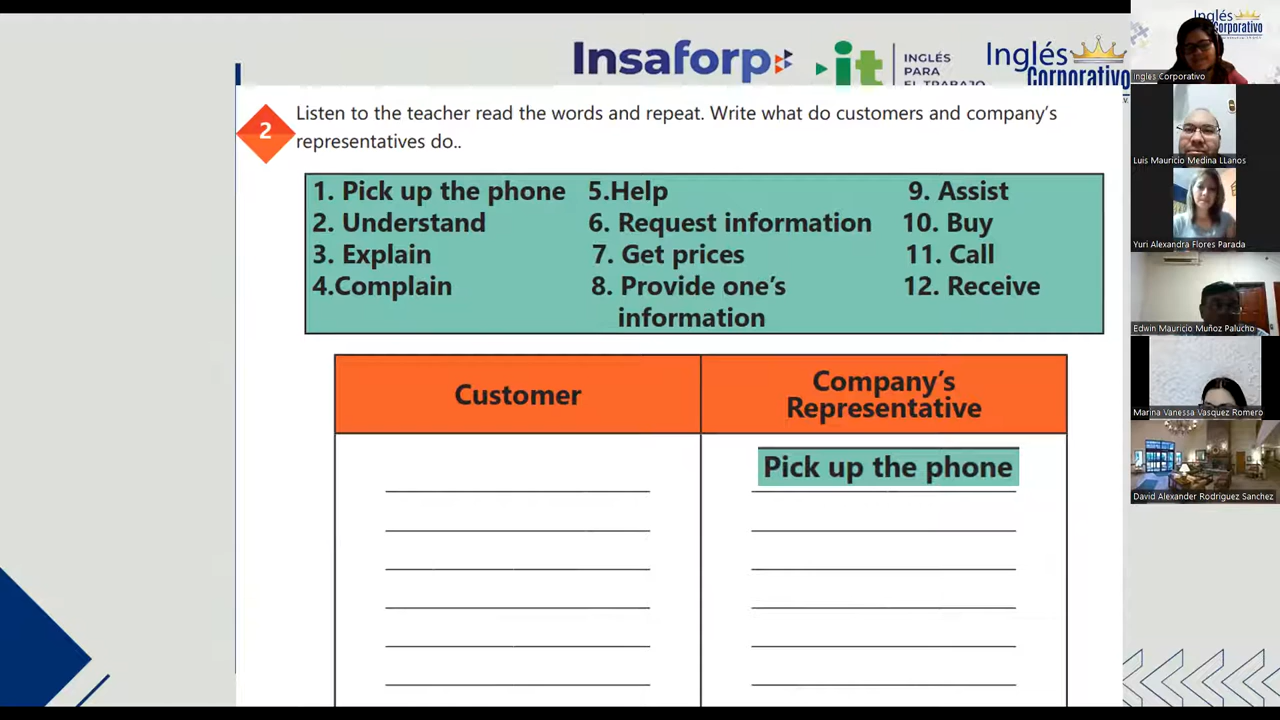 Insaforp
it
INGLÉS
PARA
EL TRABAJO
Inglés
Corporativo
2
Listen to the teacher read the words and repeat. Write what do customers and company's
representatives do..
1. Pick up the phone
2. Understand
3. Explain
4.Complain
5.Help
6. Request information
7. Get prices
8. Provide one's
information
9. Assist
10. Buy
11. Call
12. Receive
Customer
Company's
Representative
Pick up the phone
Inglés
Corporativo
Ingles Corporativo
Luis Mauricio Medina LLanos
Yuri Alexandra Flores Parada
Edwin Mauricio Muñoz Palucho
Marina Vanessa Vasquez Romero
David Alexander Rodriguez Sanchez